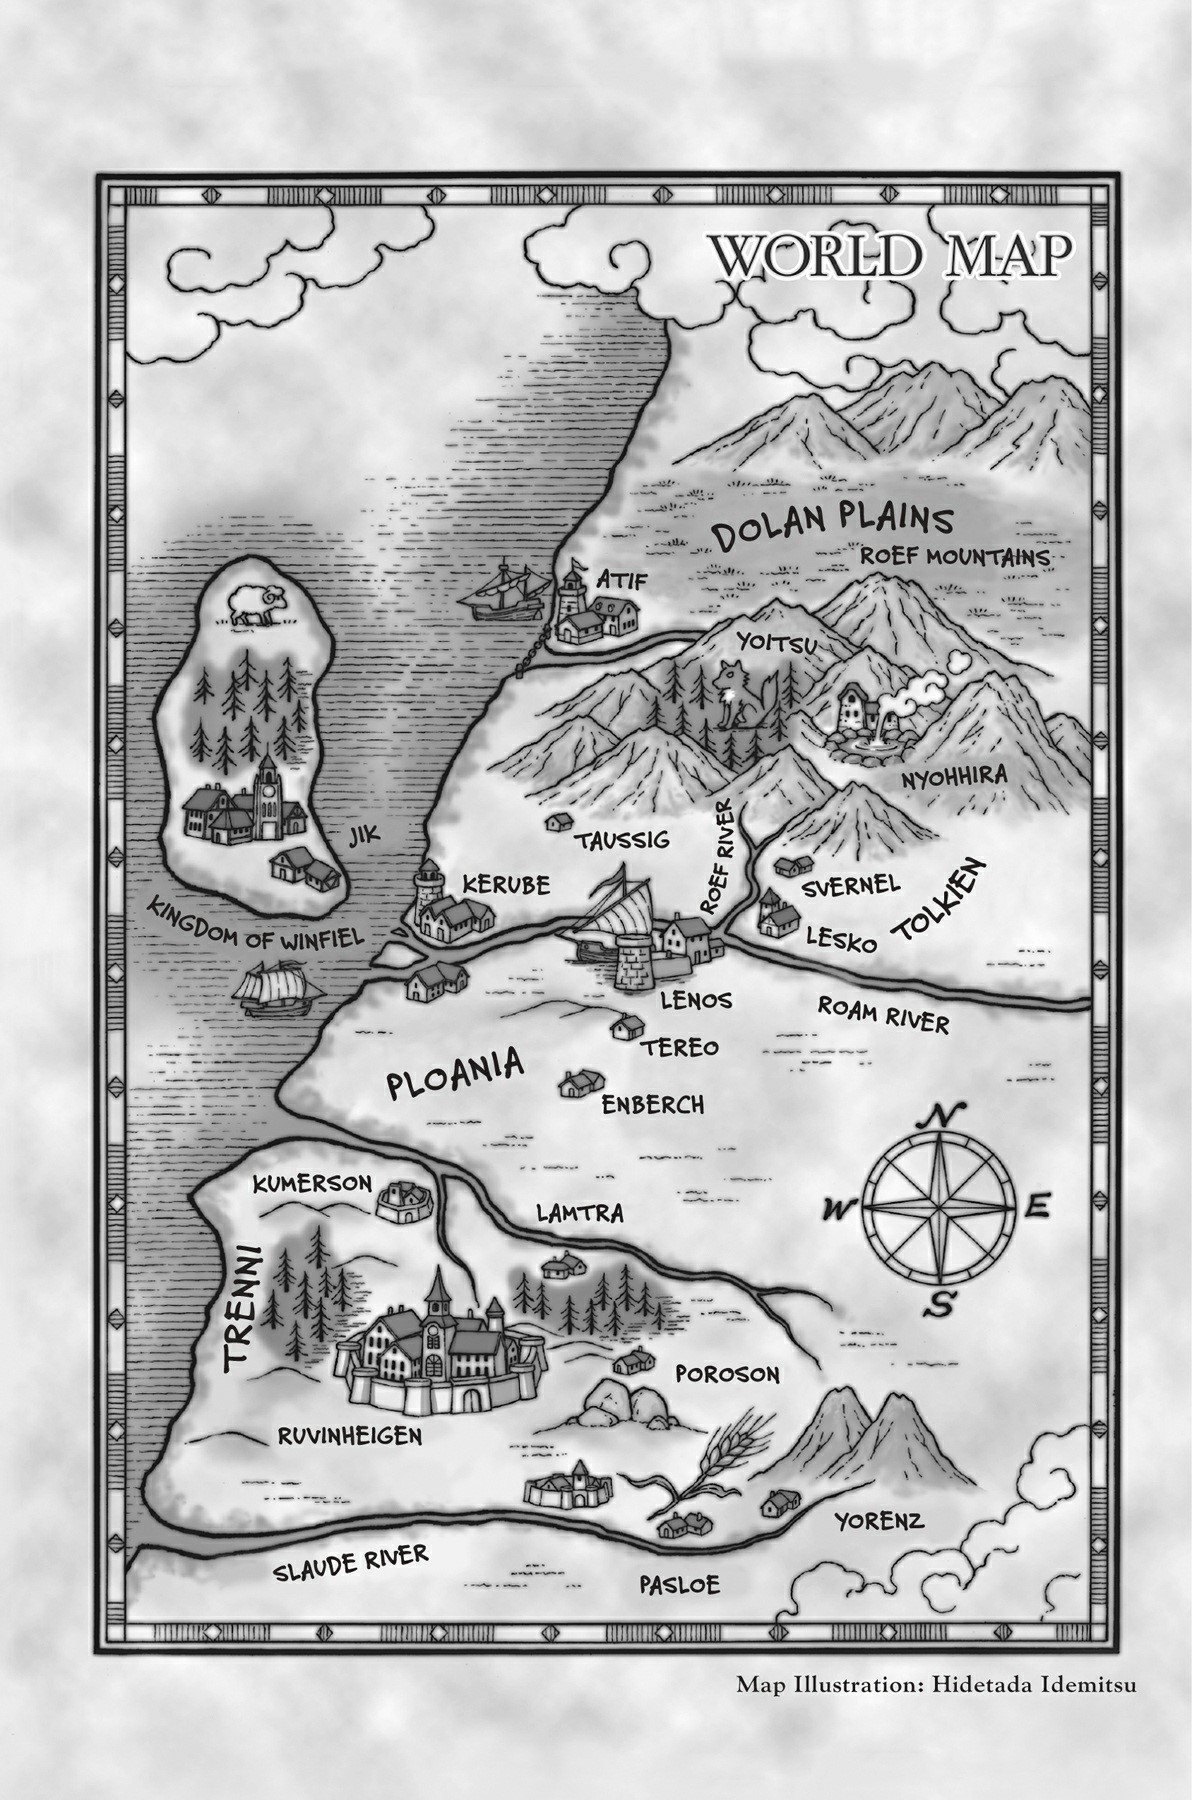 WORLD MAP
DOLAN PLAINS
ROEF MOUNTAINS
ATIF
YOITSU
NYOHHIRA
JIK
TAUSSIG
ROEF RIVER
KERUBE
SVERNEL
TOLKIEN
KINGDOM OF WINFIEL
LESKO
LENOS
ROAM RIVER
TEREO
PLOANIA
ENBERCH
N
W
E
S
KUMERSON
LAMTRA
TRENNI
POROSON
RUVINHEIGEN
YORENZ
SLAUDE RIVER
PASLOE
Map Illustration: Hidetada Idemitsu